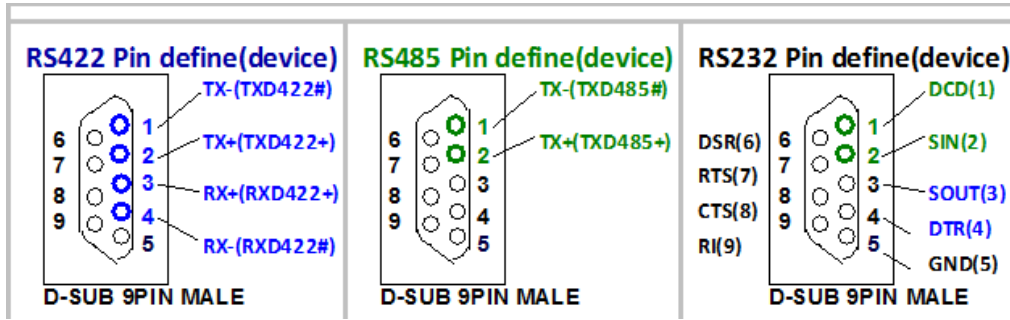 RS422 Pin define(device)
TX-(TXD422#)
6 1
TX+(TXD422+)
7 2
3 RX+(RXD422+)
8
9 4
RX-(RXD422#)
5
D-SUB 9PIN MALE
RS485 Pin define(device)
TX-(TXD485#)
6 1
TX+(TXD485+)
7 2
3
8
9 4
5
D-SUB 9PIN MALE
RS232 Pin define(device)
DCD(1)
DSR(6) 6 1
SIN(2)
7 2
RTS(7)
3 SOUT(3)
8
CTS(8) 9 4
DTR(4)
RI(9) 5
GND(5)
D-SUB 9PIN MALE